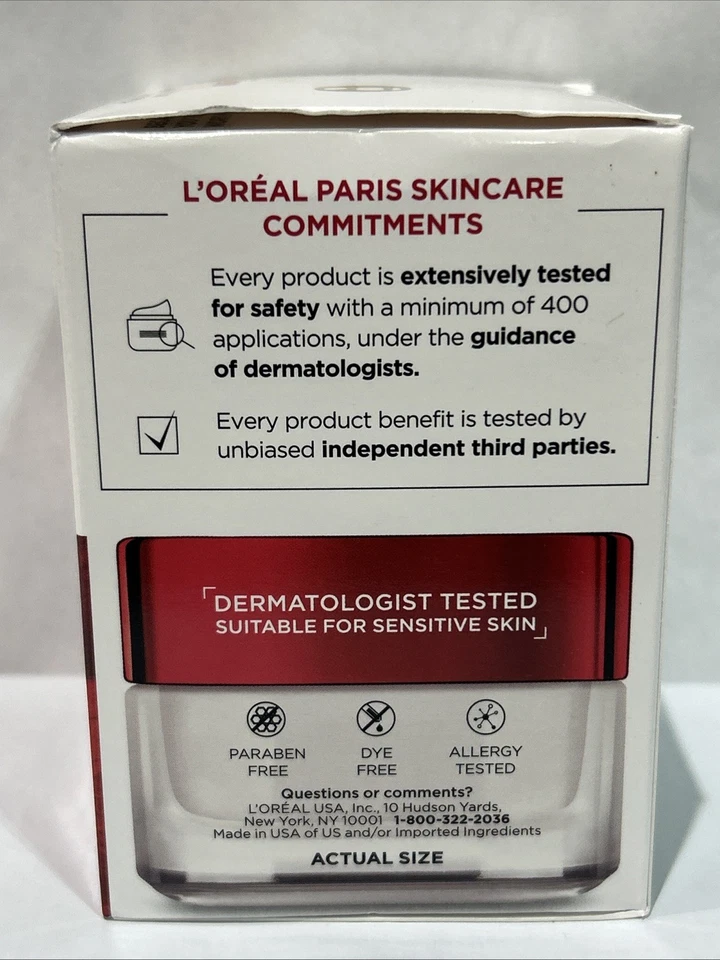 L'ORÉAL PARIS SKINCARE
COMMITMENTS
Every product is extensively tested
for safety with a minimum of 400
applications, under the guidance
of dermatologists.
Every product benefit is tested by
unbiased independent third parties.
DERMATOLOGIST TESTED
SUITABLE FOR SENSITIVE SKIN
PARABEN
FREE
DYE
FREE
ALLERGY
TESTED
Questions or comments?
L'ORÉAL USA, Inc., 10 Hudson Yards,
New York, NY 10001 1-800-322-2036
Made in USA of US and/or Imported Ingredients
ACTUAL SIZE